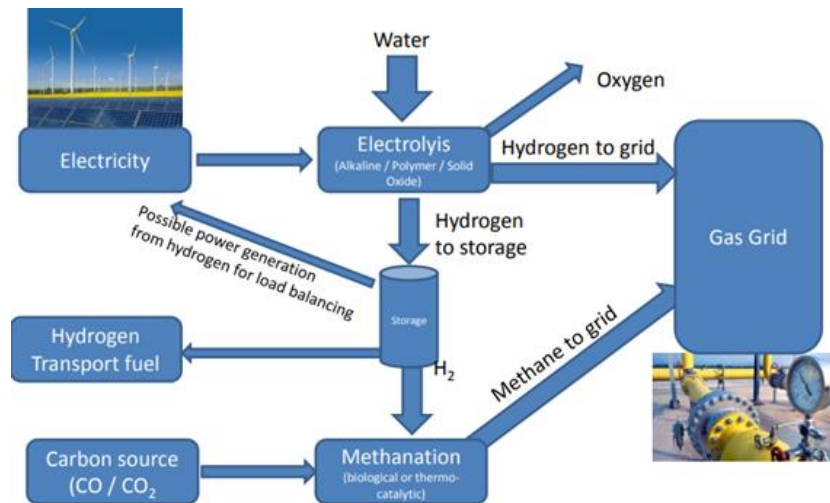 Water
Oxygen
Electricity
Electrolyis
(Alkaline / Polymer / Solid
Oxide)
Hydrogen to grid
Gas Grid
Possible power generation
from hydrogen for load balancing
Hydrogen
to storage
Storage
Hydrogen
Transport fuel
H₂
Methane to grid
Carbon source
(CO / CO₂
Methanation
(biological or thermo-
catalytic)